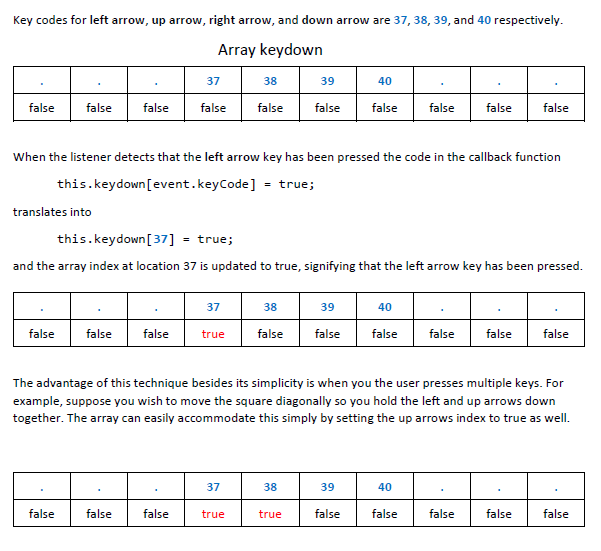 Key codes for left arrow, up arrow, right arrow, and down arrow are 37, 38, 39, and 40 respectively.
Array keydown
. . . 37 38 39 40 . . .
false false false false false false false false false false
When the listener detects that the left arrow key has been pressed the code in the callback function
this.keydown[event.keyCode] = true;
translates into
this.keydown[37] = true;
and the array index at location 37 is updated to true, signifying that the left arrow key has been pressed.
. . . 37 38 39 40 . . .
false false false true false false false false false false
The advantage of this technique besides its simplicity is when you the user presses multiple keys. For
example, suppose you wish to move the square diagonally so you hold the left and up arrows down
together. The array can easily accommodate this simply by setting the up arrows index to true as well.
. . . 37 38 39 40 . . .
false false false true true false false false false false